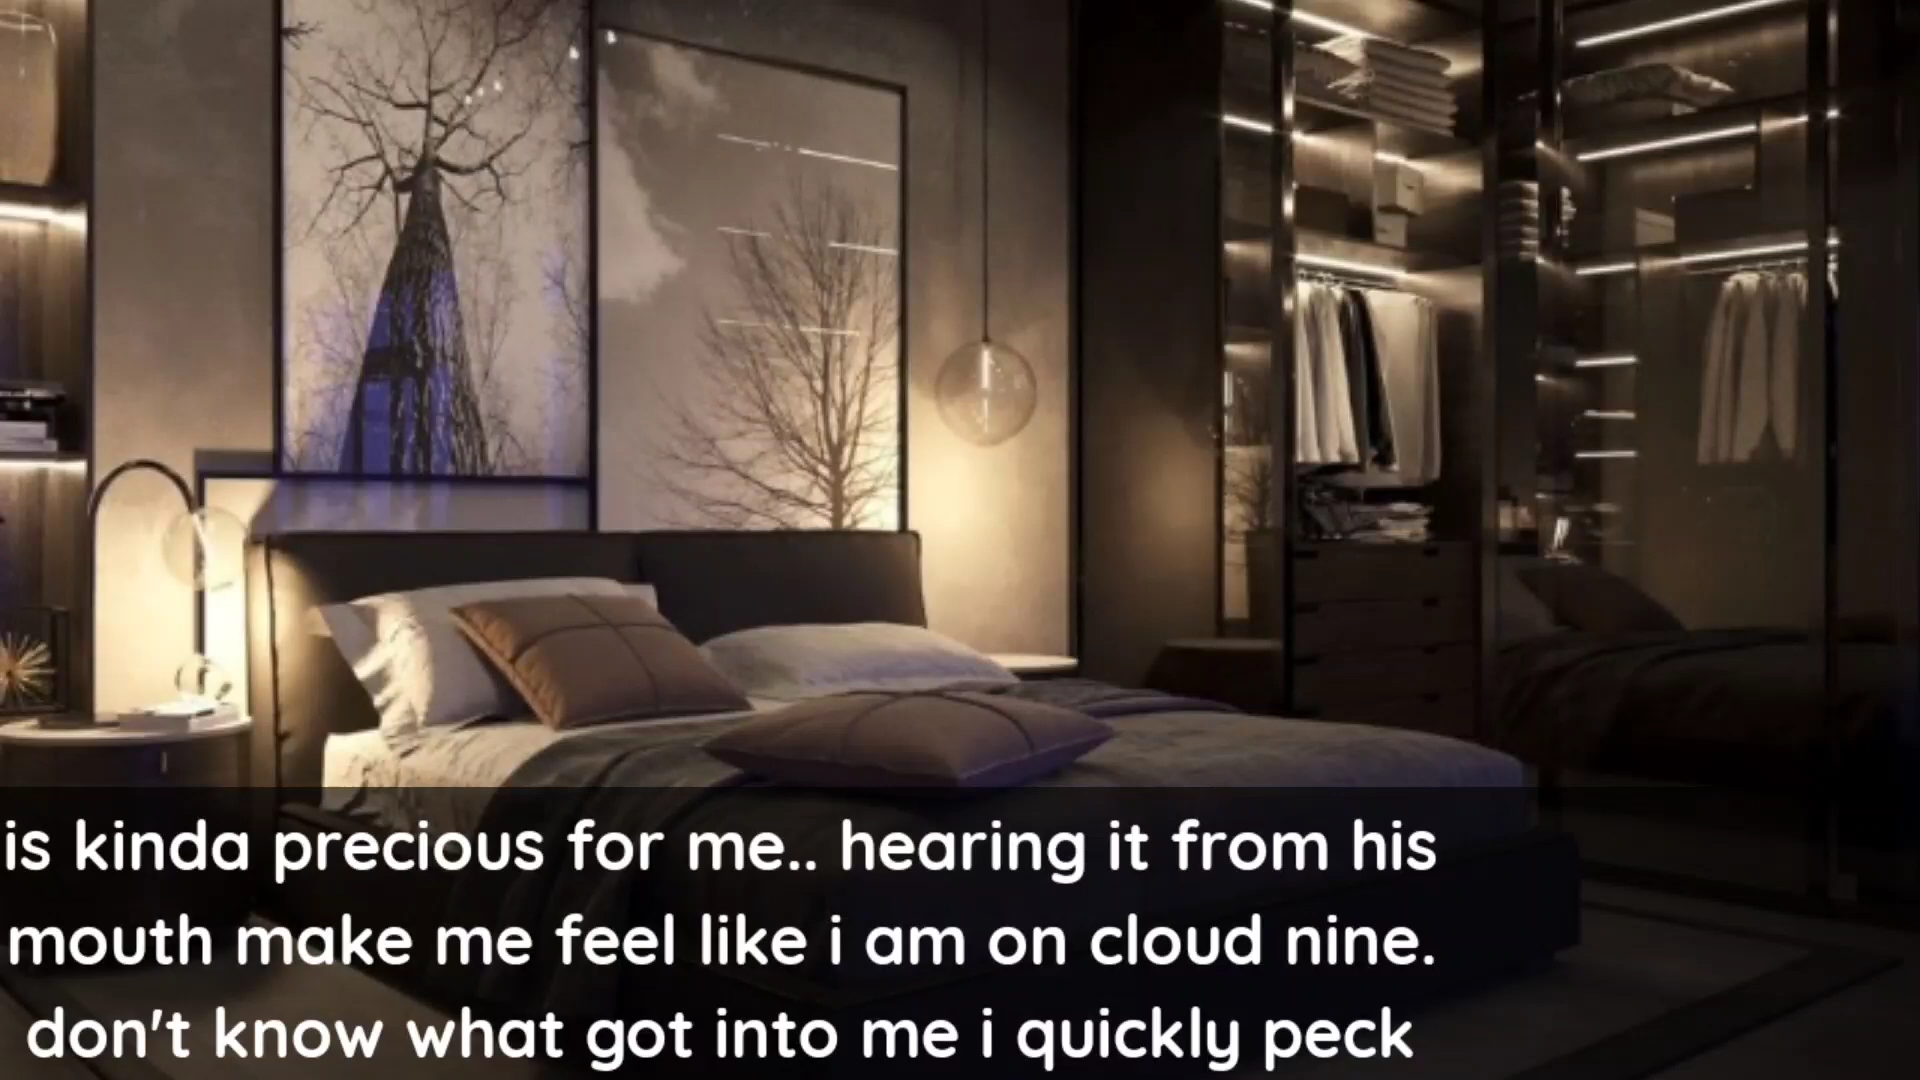 is kinda precious for me.. hearing it from his
mouth make me feel like i am on cloud nine.
don't know what got into me i quickly peck